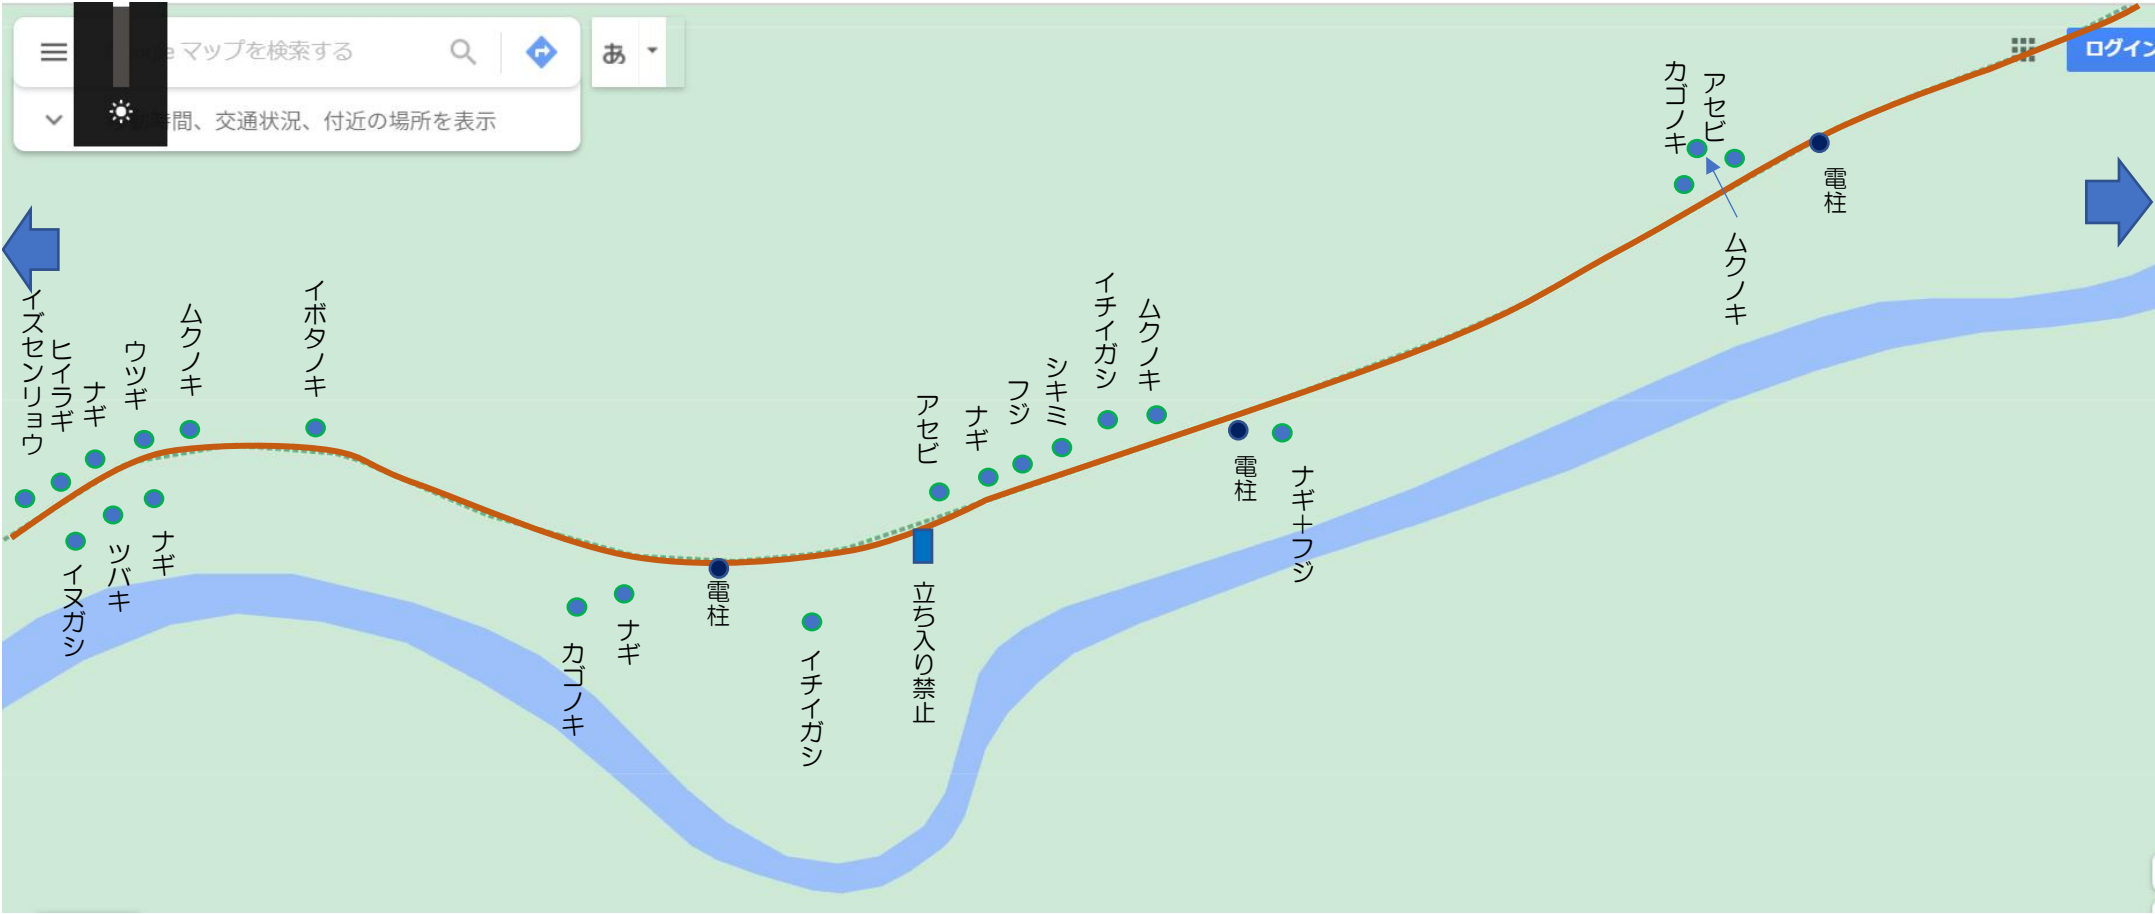 マップを検索する
あ
ログイン
間、交通状況、付近の場所を表示
カゴノキ
アセビ
電柱
ムクノキ
イズセンリョウ
ヒイラギ
ナギ
ウツギ
ムクノキ
イボタノキ
アセビ
ナギ
フジ
シキミ
イチイガシ
ムクノキ
電柱
ナギ＋フジ
イヌガシ
ツバキ
ナギ
カゴノキ
ナギ
電柱
イチイガシ
立ち入り禁止